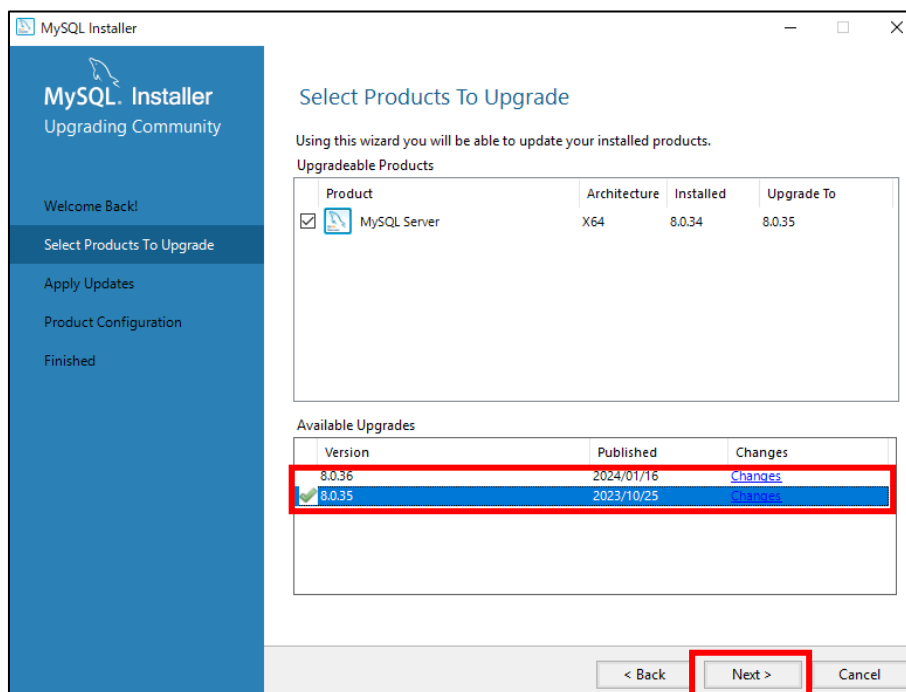 MySQL Installer
MySQL. Installer
Upgrading Community
Welcome Back!
Select Products To Upgrade
Apply Updates
Product Configuration
Finished
Select Products To Upgrade
Using this wizard you will be able to update your installed products.
Upgradeable Products
Product Architecture Installed Upgrade To
MySQL Server X64 8.0.34 8.0.35
Available Upgrades
Version Published Changes
8.0.36 2024/01/16 Changes
8.0.35 2023/10/25 Changes
< Back Next > Cancel